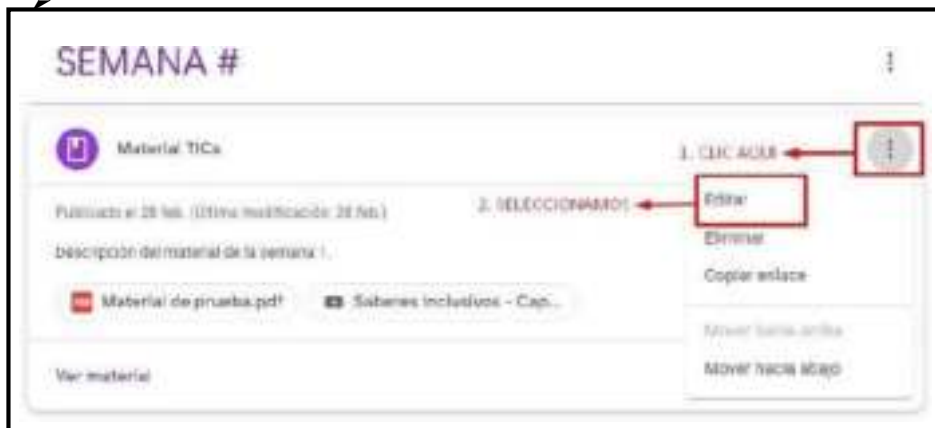 SEMANA #
Material TICs
1. CLIC AQUI
Publicado el 28 feb. (Última modificación: 28 feb.)
2. SELECCIONAMOS
Editar
Descripción del material de la semana 1.
Eliminar
Copiar enlace
Material de prueba.pdf
Saberes Inclusivos - Cap...
Mover hacia arriba
Ver material
Mover hacia abajo